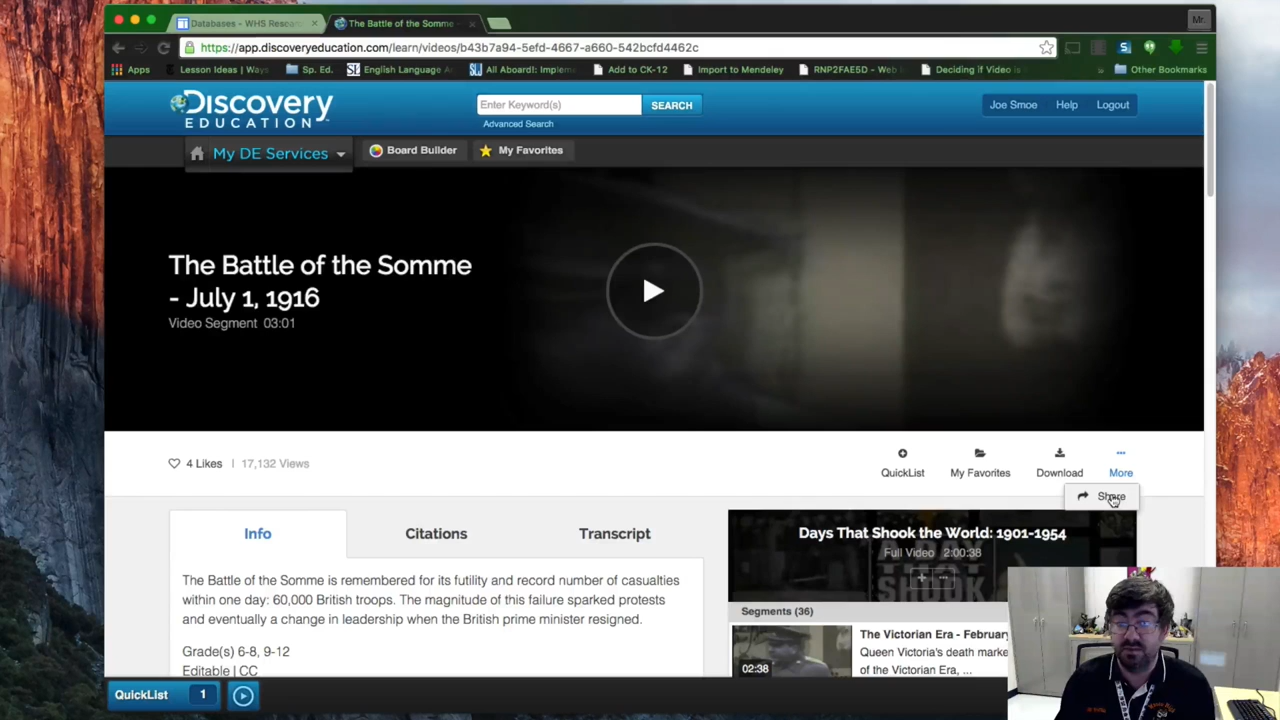 Databases - WHS Resea
The Battle of the Somme -
Mr.
https://app.discoveryeducation.com/learn/videos/b43b7a94-5efd-4667-a660-542bcfd4462c
Apps
Lesson Ideas | Ways
Sp. Ed.
English Language A
All Aboard!: Implem
Add to CK-12
Import to Mendeley
RNP2FAE5D - Web
Deciding if Video is
Other Bookmarks
Discovery
EDUCATION
Enter Keyword(s)
SEARCH
Advanced Search
Joe Smoe
Help
Logout
My DE Services
Board Builder
My Favorites
The Battle of the Somme
- July 1, 1916
Video Segment 03:01
4 Likes | 17,132 Views
QuickList
My Favorites
Download
More
Share
Info
Citations
Transcript
The Battle of the Somme is remembered for its futility and record number of casualties
within one day: 60,000 British troops. The magnitude of this failure sparked protests
and eventually a change in leadership when the British prime minister resigned.
Grade(s) 6-8, 9-12
Editable | CC
Days That Shook the World: 1901-1954
Full Video 2:00:38
A DAY
SHOOK
Segments (36)
02:38
The Victorian Era - February
Queen Victoria's death marke
of the Victorian Era, ...
QuickList 1